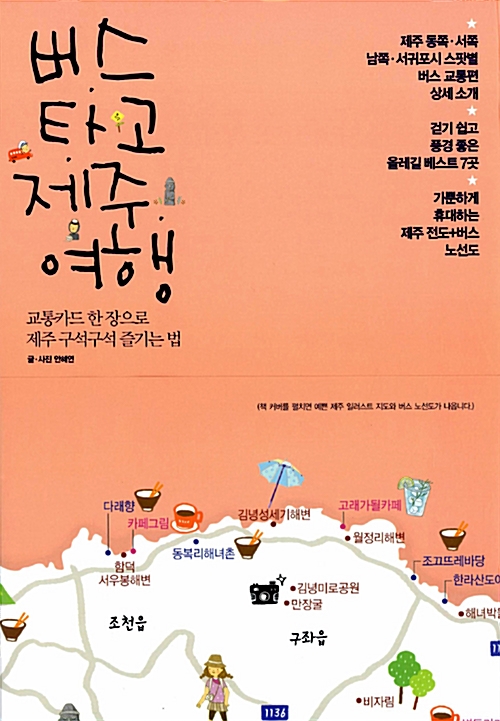 버스
타고
제주
여행
교통카드 한 장으로
제주 구석구석 즐기는 법
글·사진 안혜연
제주 동쪽·서쪽
남쪽·서귀포시 스팟별
버스 교통편
상세 소개
걷기 쉽고
풍경 좋은
올레길 베스트 7곳
가뿐하게
휴대하는
제주 전도+버스
노선도
(책 커버를 펼치면 예쁜 제주 일러스트 지도와 버스 노선도가 나옵니다.)
다래향
카페그림
함덕
서우봉해변
동복리해녀촌
김녕성세기해변
고래가될카페
월정리해변
조끄뜨레바당
한라산도
해녀박
김녕미로공원
만장굴
조천읍
구좌읍
비자림
1136
11